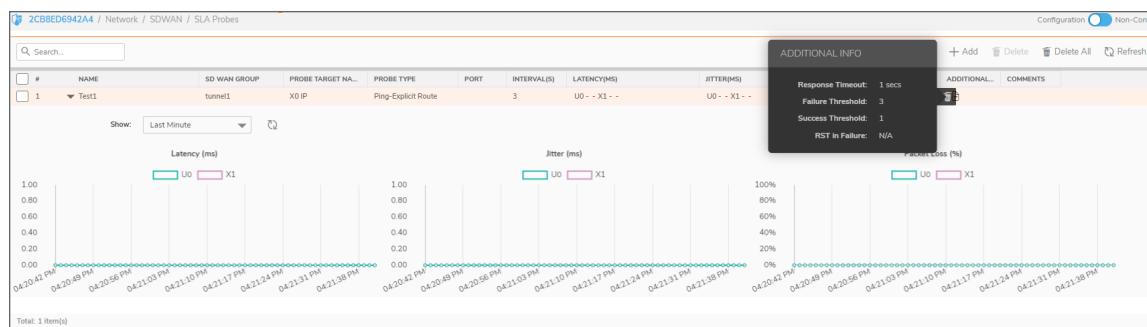 2CB8ED6942A4 / Network / SDWAN / SLA Probes
Configuration Non-Con
Search...
+ Add Delete Delete All Refresh
ADDITIONAL INFO
Response Timeout: 1 secs
Failure Threshold: 3
Success Threshold: 1
RST in Failure: N/A
# NAME SD WAN GROUP PROBE TARGET NA... PROBE TYPE PORT INTERVAL(S) LATENCY(MS) JITTER(MS) ADDITIONAL... COMMENTS
1 Test1 tunnel1 X0 IP Ping-Explicit Route 3 U0 - - X1 - - U0 - - X1 - -
Show: Last Minute
Latency (ms)
U0 X1
1.00
0.80
0.60
0.40
0.20
0.00
04:20:42 PM 04:20:49 PM 04:20:56 PM 04:21:03 PM 04:21:10 PM 04:21:17 PM 04:21:24 PM 04:21:31 PM 04:21:38 PM
Jitter (ms)
U0 X1
1.00
0.80
0.60
0.40
0.20
0.00
04:20:42 PM 04:20:49 PM 04:20:56 PM 04:21:03 PM 04:21:10 PM 04:21:17 PM 04:21:24 PM 04:21:31 PM 04:21:38 PM
Packet Loss (%)
U0 X1
100%
80%
60%
40%
20%
0%
04:20:42 PM 04:20:49 PM 04:20:56 PM 04:21:03 PM 04:21:10 PM 04:21:17 PM 04:21:24 PM 04:21:31 PM 04:21:38 PM
Total: 1 item(s)